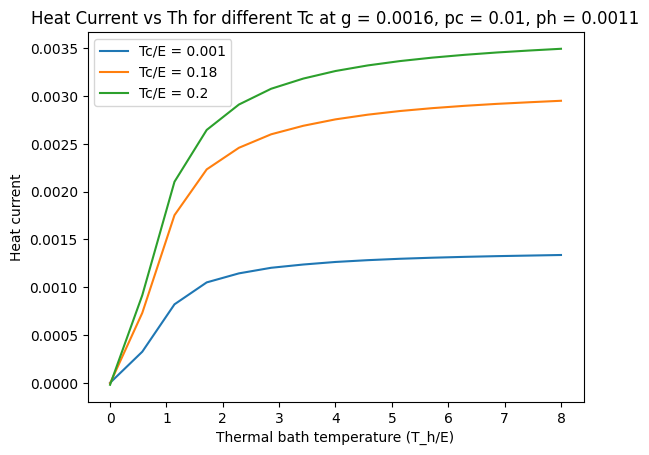 Heat Current vs Th for different Tc at g = 0.0016, pc = 0.01, ph = 0.0011
Tc/E = 0.001
Tc/E = 0.18
Tc/E = 0.2
Heat current
0.0035
0.0030
0.0025
0.0020
0.0015
0.0010
0.0005
0.0000
0 1 2 3 4 5 6 7 8
Thermal bath temperature (T_h/E)